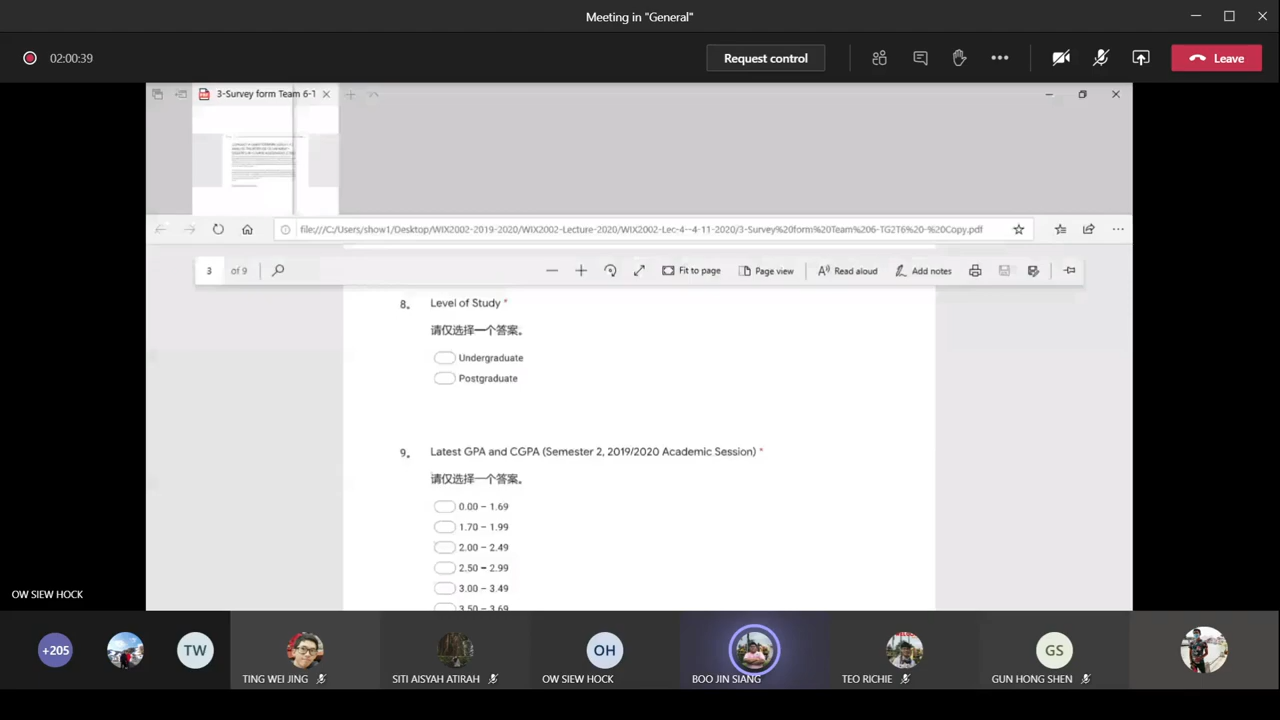 Meeting in "General"
02:00:39
Request control
Leave
3-Survey form Team 6-T
file:///C:/Users/show1/Desktop/WIX2002-2019-2020/WIX2002-Lecture-2020/WIX2002-Lec-4--4-11-2020/3-Survey%20form%20Team%206-TG2T6%20-%20Copy.pdf
3 of 9
Fit to page
Page view
Read aloud
Add notes
8. Level of Study *
请仅选择一个答案。
Undergraduate
Postgraduate
9. Latest GPA and CGPA (Semester 2, 2019/2020 Academic Session) *
请仅选择一个答案。
0.00 – 1.69
1.70 – 1.99
2.00 – 2.49
2.50 – 2.99
3.00 – 3.49
3.50 – 3.69
OW SIEW HOCK
+205
TW
OH
GS
TING WEI JING
SITI AISYAH ATIRAH
OW SIEW HOCK
BOO JIN SIANG
TEO RICHIE
GUN HONG SHEN